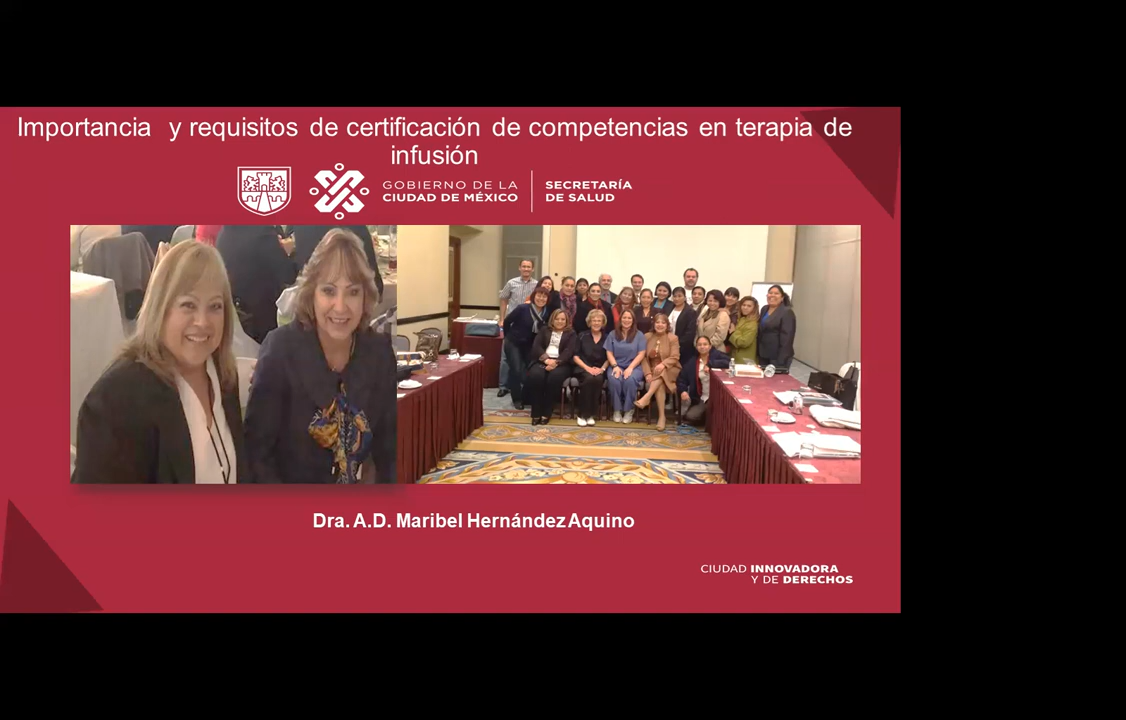 Importancia y requisitos de certificación de competencias en terapia de
infusión
GOBIERNO DE LA
CIUDAD DE MÉXICO
SECRETARÍA
DE SALUD
Dra. A.D. Maribel Hernández Aquino
CIUDAD INNOVADORA
Y DE DERECHOS